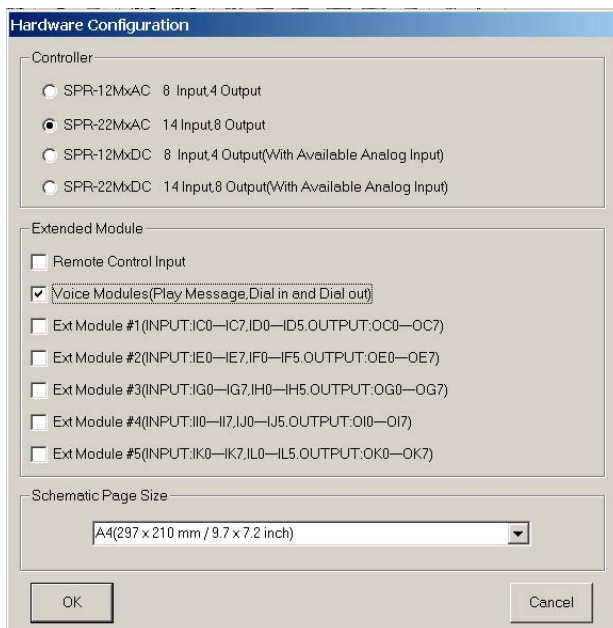 Hardware Configuration
Controller
SPR-12MxAC 8 Input,4 Output
SPR-22MxAC 14 Input,8 Output
SPR-12MxDC 8 Input,4 Output(With Available Analog Input)
SPR-22MxDC 14 Input,8 Output(With Available Analog Input)
Extended Module
Remote Control Input
Voice Modules(Play Message,Dial in and Dial out)
Ext Module #1(INPUT:IC0—IC7,ID0—ID5.OUTPUT:OC0—OC7)
Ext Module #2(INPUT:IE0—IE7,IF0—IF5.OUTPUT:OE0—OE7)
Ext Module #3(INPUT:IG0—IG7,IH0—IH5.OUTPUT:OG0—OG7)
Ext Module #4(INPUT:II0—II7,IJ0—IJ5.OUTPUT:OI0—OI7)
Ext Module #5(INPUT:IK0—IK7,IL0—IL5.OUTPUT:OK0—OK7)
Schematic Page Size
A4(297 x 210 mm / 9.7 x 7.2 inch)
OK
Cancel